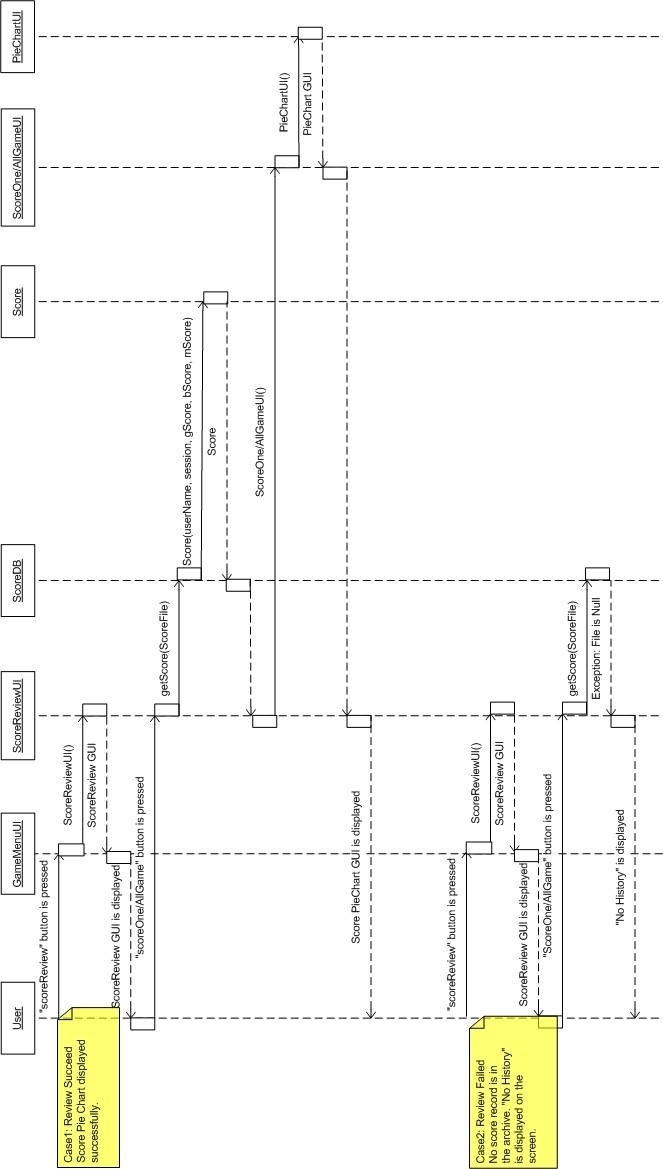 User
GameMenuUI
ScoreReviewUI
ScoreDB
Score
ScoreOne/AllGameUI
PieChartUI
Case1: Review Succeed
Score Pie Chart displayed
successfully.
"scoreReview" button is pressed
ScoreReviewUI()
ScoreReview GUI
ScoreReview GUI is displayed
"scoreOne/AllGame" button is pressed
getScore(ScoreFile)
Score(userName, session, gScore, bScore, mScore)
Score
ScoreOne/AllGameUI()
PieChartUI()
PieChart GUI
Score PieChart GUI is displayed
Case2: Review Failed
No score record is in
the archive. "No History"
is displayed on the
screen.
"scoreReview" button is pressed
ScoreReviewUI()
ScoreReview GUI
ScoreReview GUI is displayed
"ScoreOne/AllGame" button is pressed
getScore(ScoreFile)
Exception: File is Null
"No History" is displayed